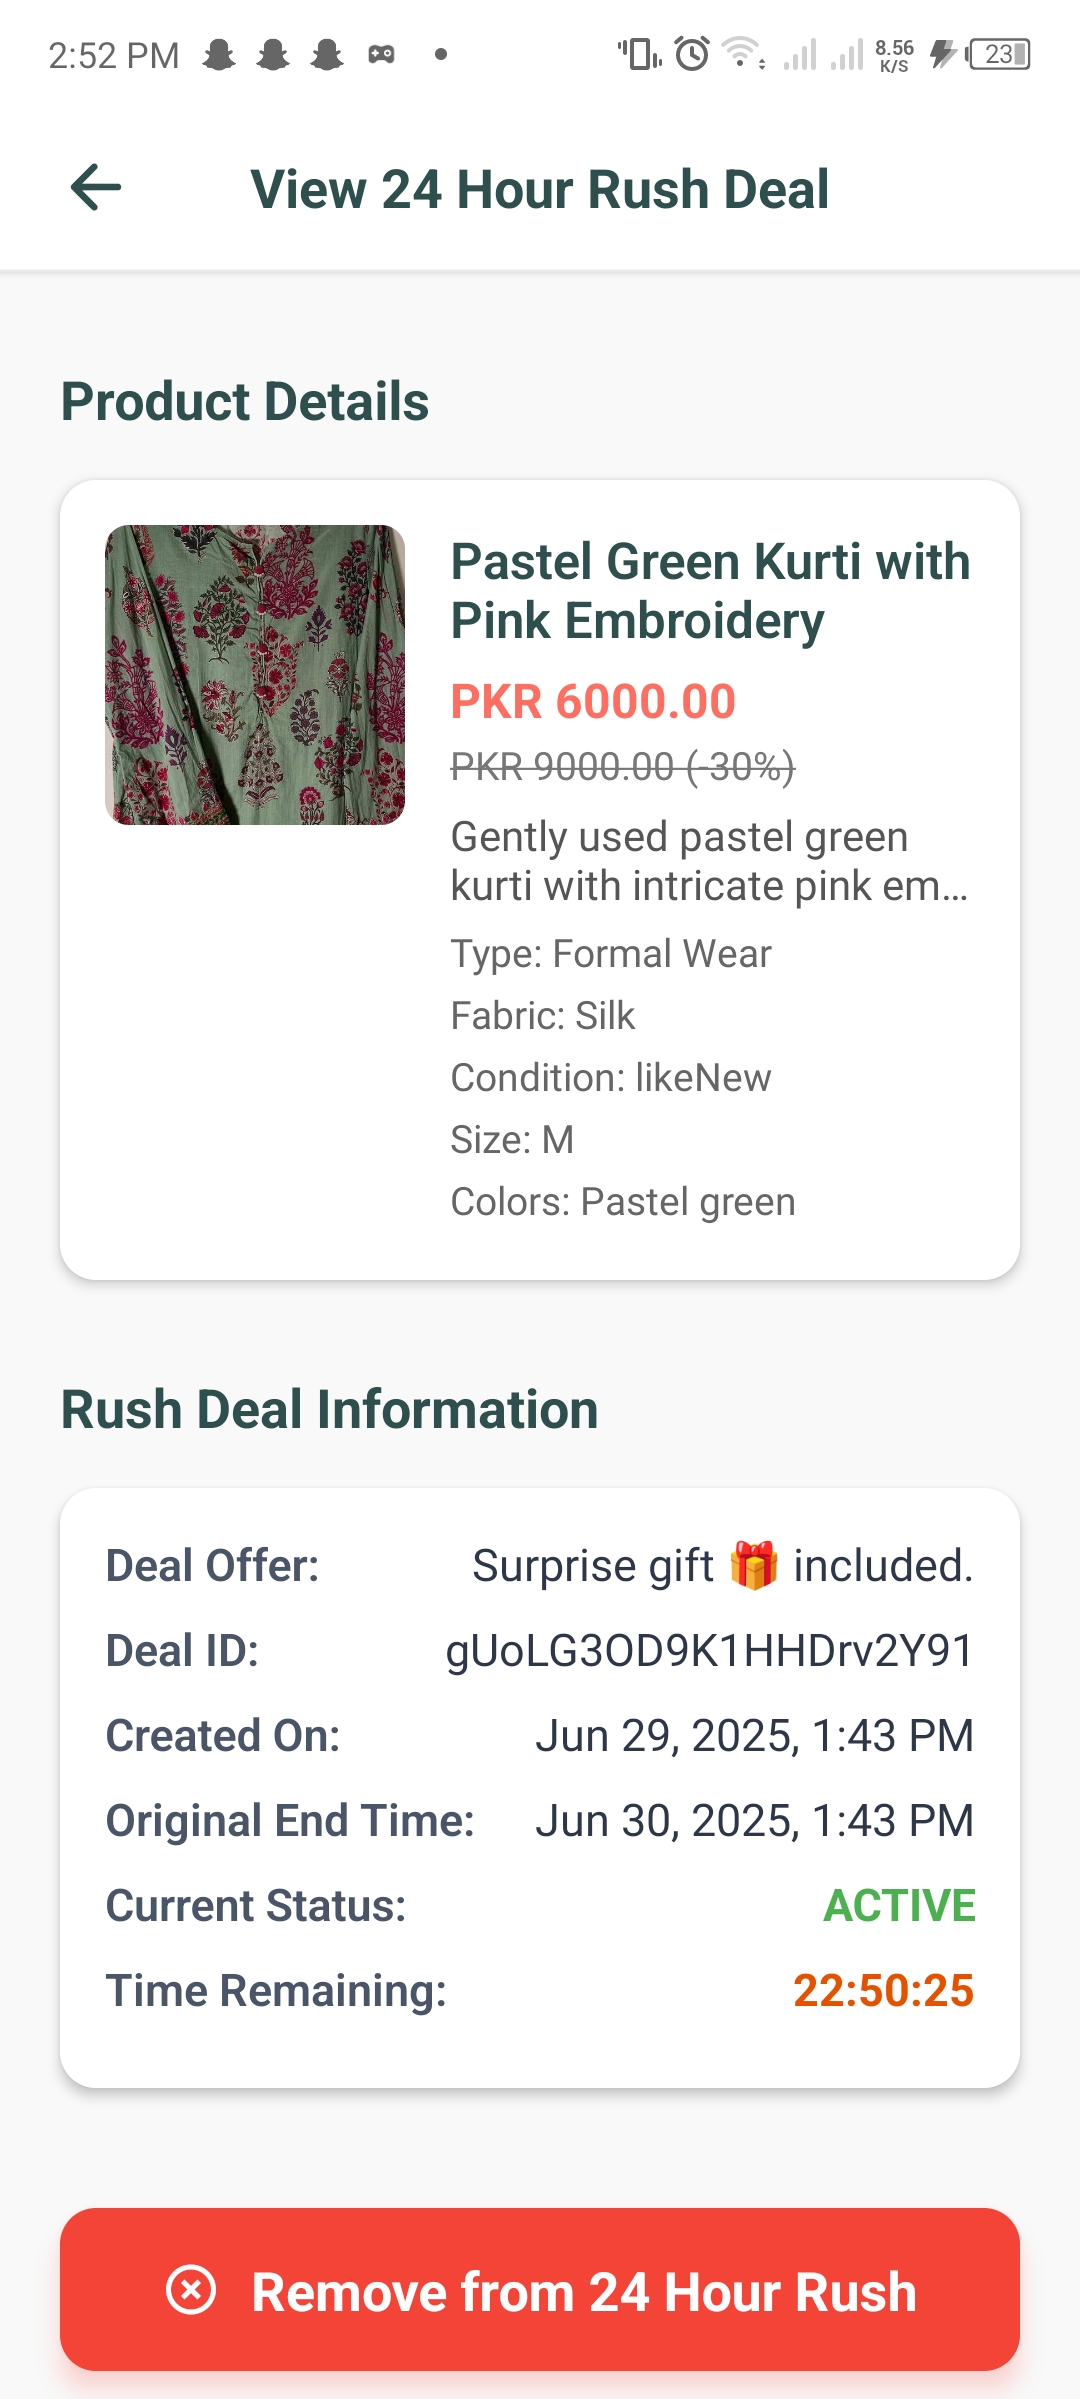 2:52 PM
8.56
K/S
23
View 24 Hour Rush Deal
Product Details
Pastel Green Kurti with
Pink Embroidery
PKR 6000.00
PKR 9000.00 (-30%)
Gently used pastel green
kurti with intricate pink em...
Type: Formal Wear
Fabric: Silk
Condition: likeNew
Size: M
Colors: Pastel green
Rush Deal Information
Deal Offer: Surprise gift 🎁 included.
Deal ID: gUoLG3OD9K1HHDrv2Y91
Created On: Jun 29, 2025, 1:43 PM
Original End Time: Jun 30, 2025, 1:43 PM
Current Status: ACTIVE
Time Remaining: 22:50:25
Remove from 24 Hour Rush